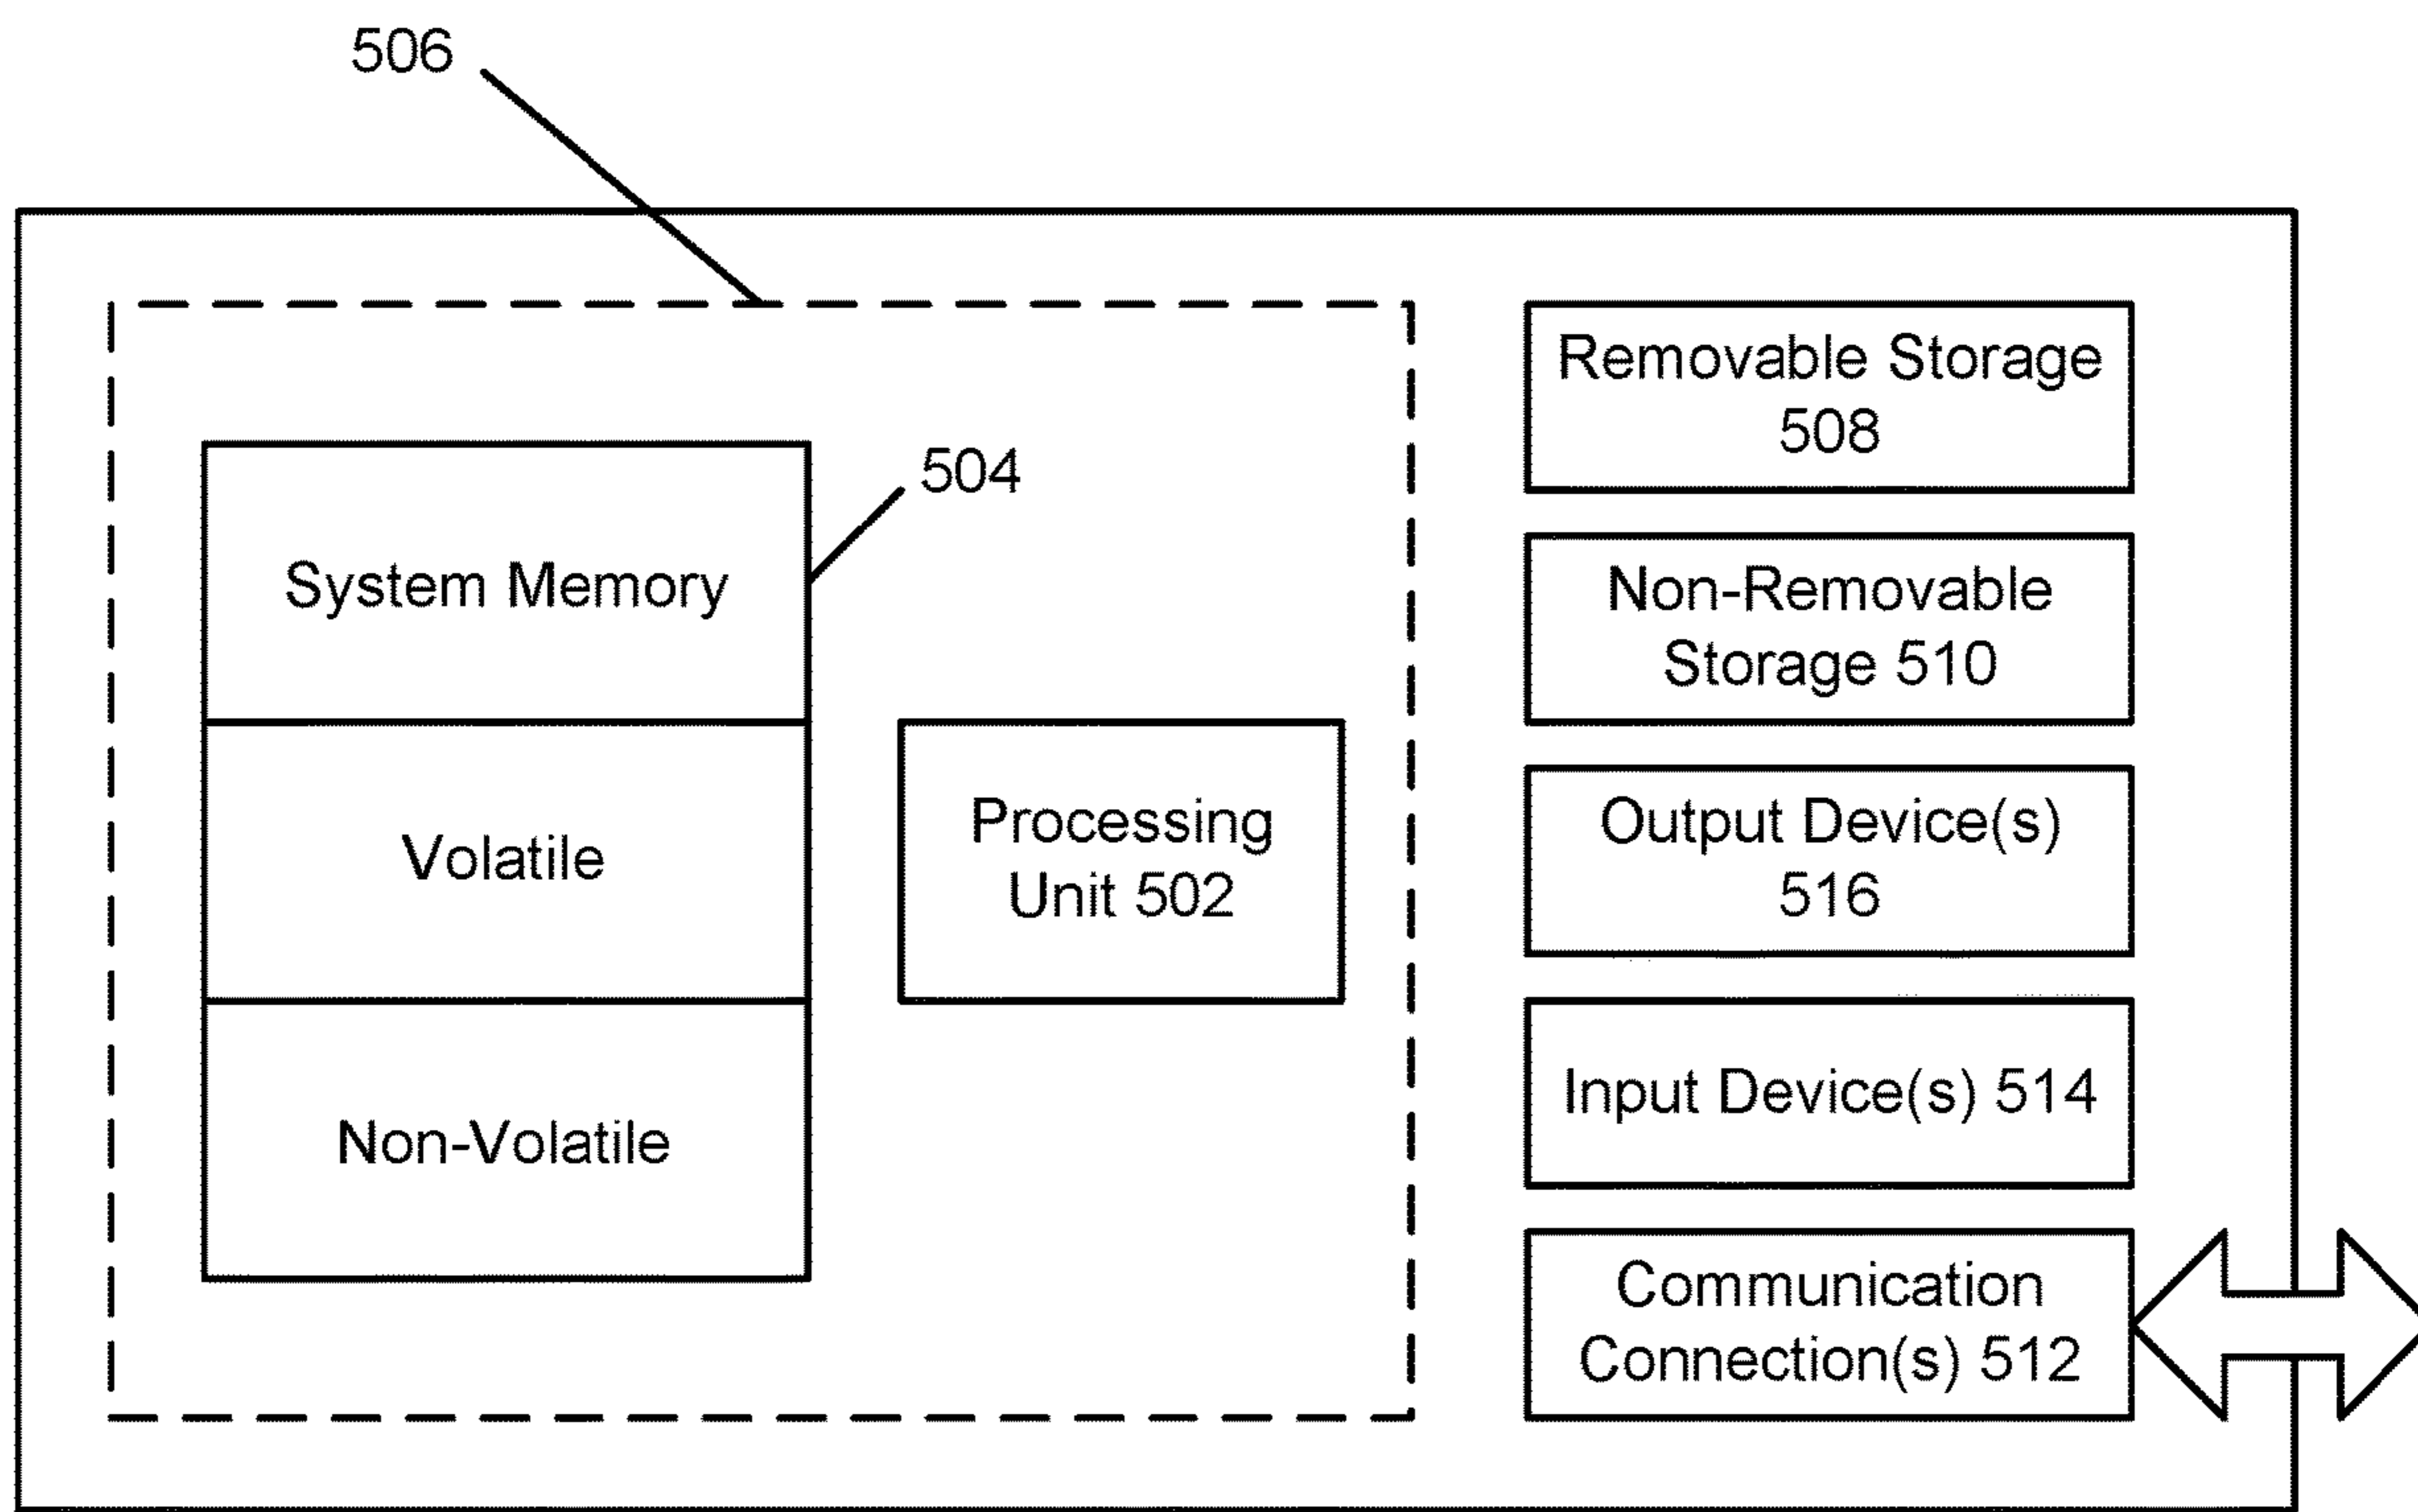 506
504
System Memory
Volatile
Non-Volatile
Processing
Unit 502
Removable Storage
508
Non-Removable
Storage 510
Output Device(s)
516
Input Device(s) 514
Communication
Connection(s) 512